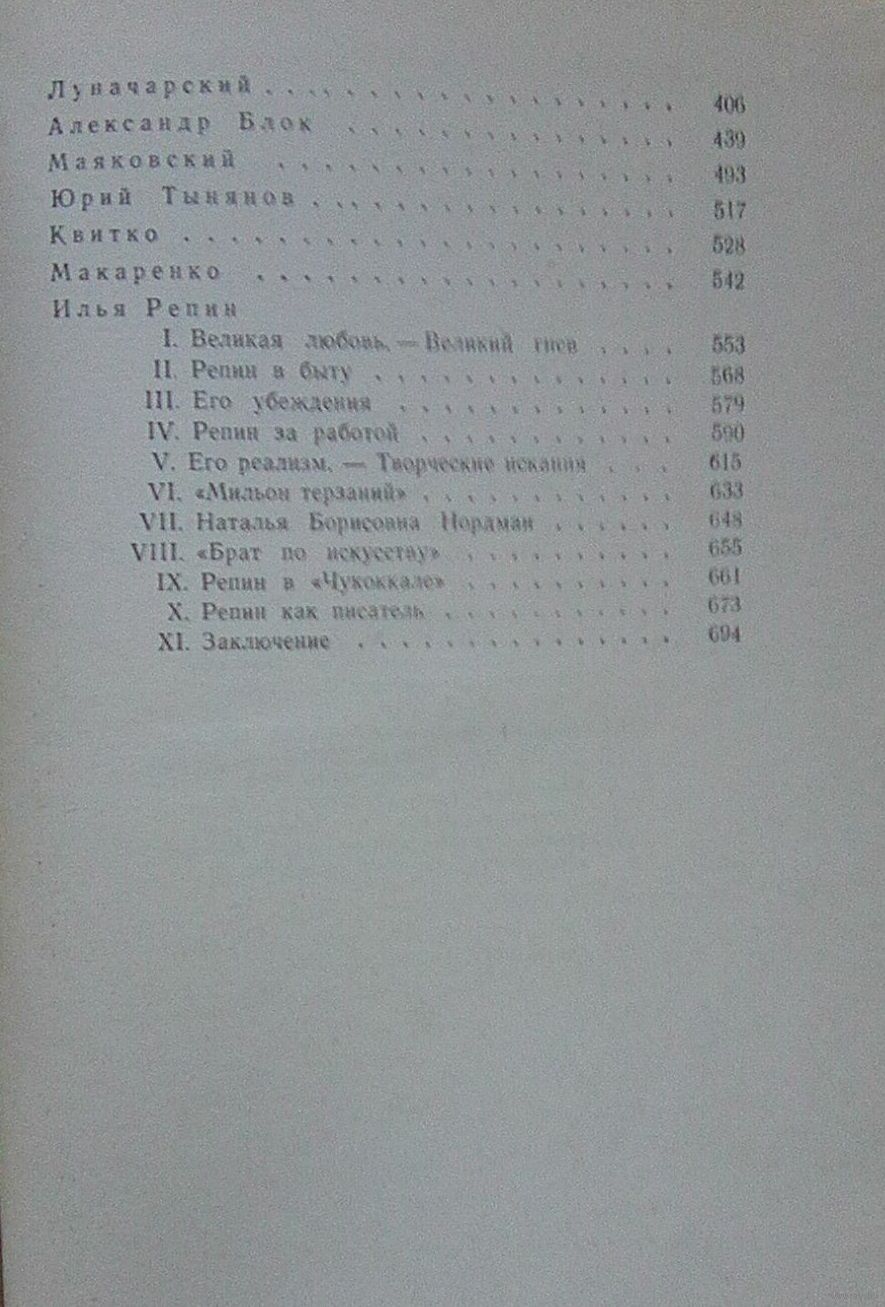 Луначарский . . . . . . . . . . . . . . . . . . 406
Александр Блок . . . . . . . . . . . . . . . 439
Маяковский . . . . . . . . . . . . . . . . . . 493
Юрий Тынянов . . . . . . . . . . . . . . . . 517
Квитко . . . . . . . . . . . . . . . . . . . . . 528
Макаренко . . . . . . . . . . . . . . . . . . 542
Илья Репин
I. Великая любовь. — Великий гнев . . . . 553
II. Репин в быту . . . . . . . . . . . . . . 568
III. Его убеждения . . . . . . . . . . . . . 579
IV. Репин за работой . . . . . . . . . . . . 590
V. Его реализм. — Творческие искания . . . 615
VI. «Мильон терзаний» . . . . . . . . . . . . 633
VII. Наталья Борисовна Нордман . . . . . . 648
VIII. «Брат по искусству» . . . . . . . . . . 655
IX. Репин в «Чукоккале» . . . . . . . . . . 661
X. Репин как писатель . . . . . . . . . . . 673
XI. Заключение . . . . . . . . . . . . . . . 694